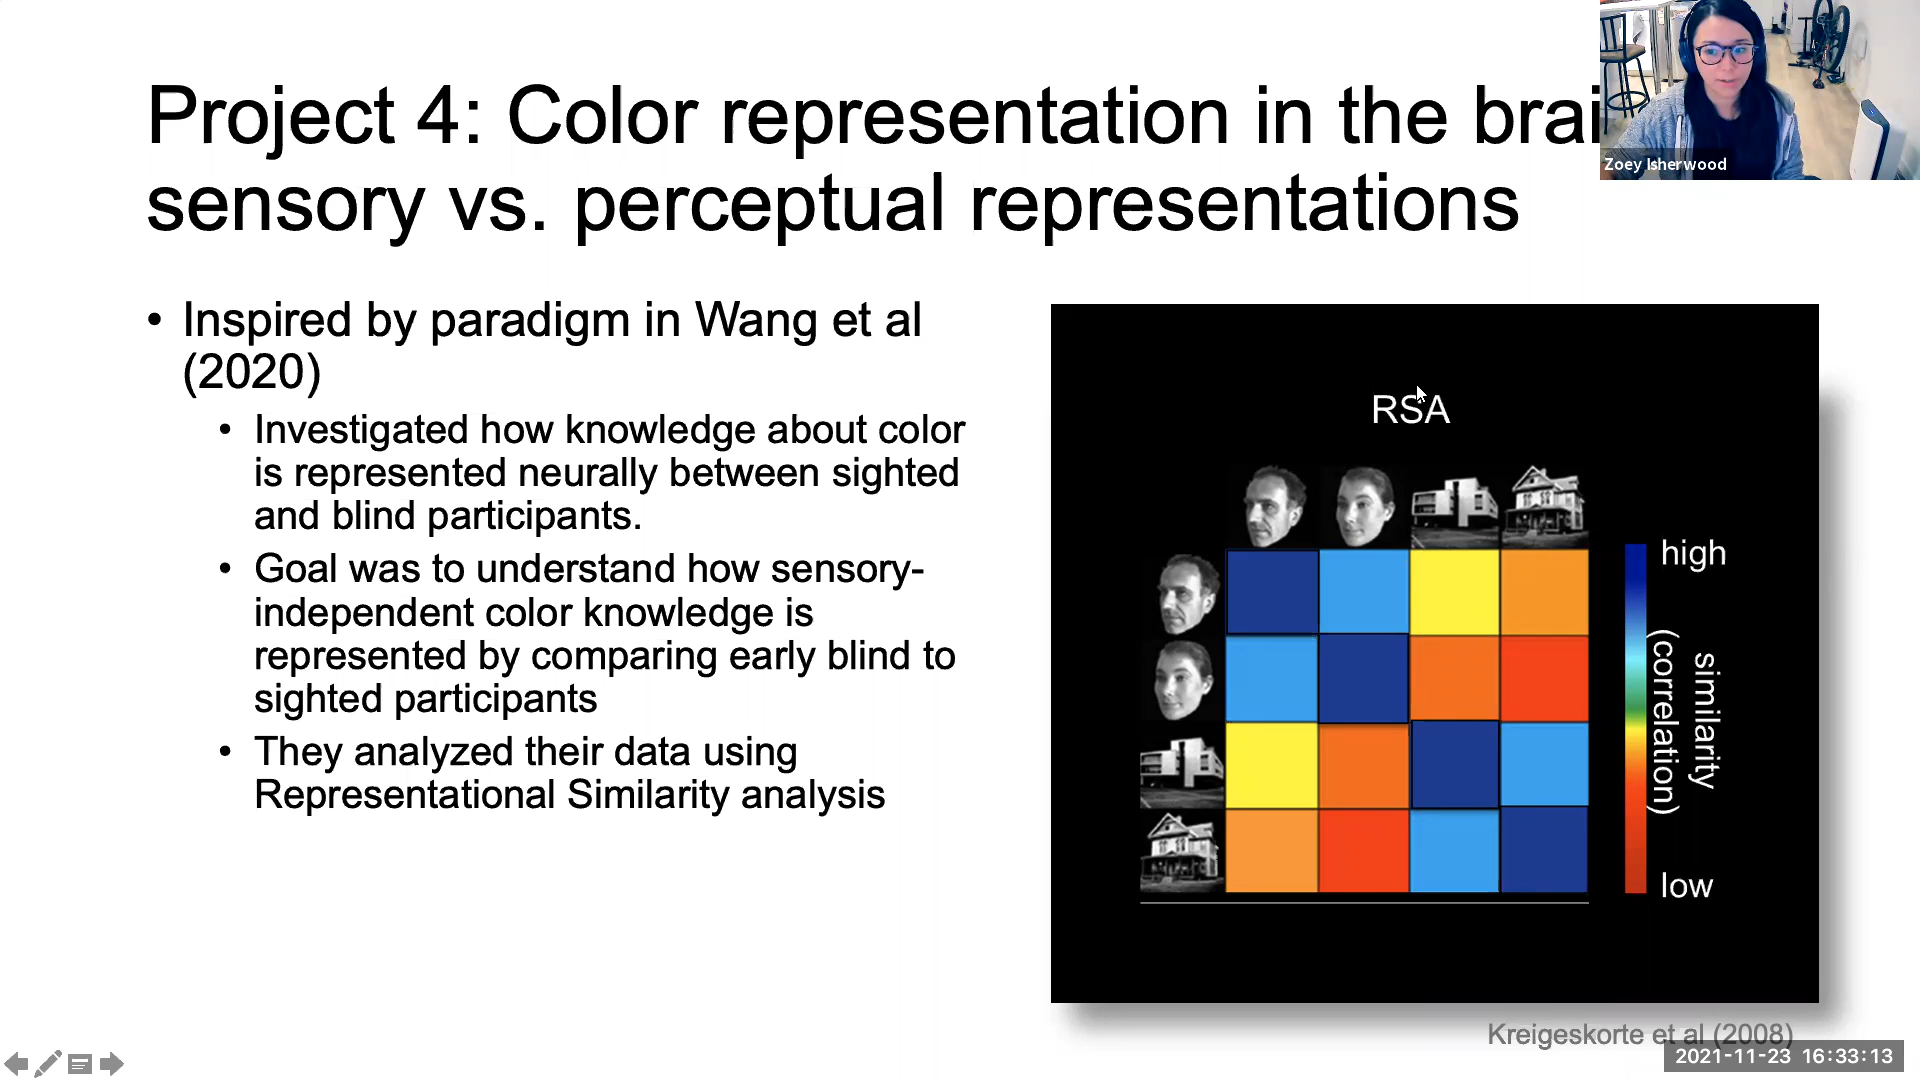 Project 4: Color representation in the brai
sensory vs. perceptual representations
Zoey Isherwood
• Inspired by paradigm in Wang et al
(2020)
• Investigated how knowledge about color
is represented neurally between sighted
and blind participants.
• Goal was to understand how sensory-
independent color knowledge is
represented by comparing early blind to
sighted participants
• They analyzed their data using
Representational Similarity analysis
RSA
high
similarity
(correlation)
low
Kreigeskorte et al (2008)
2021-11-23 16:33:13